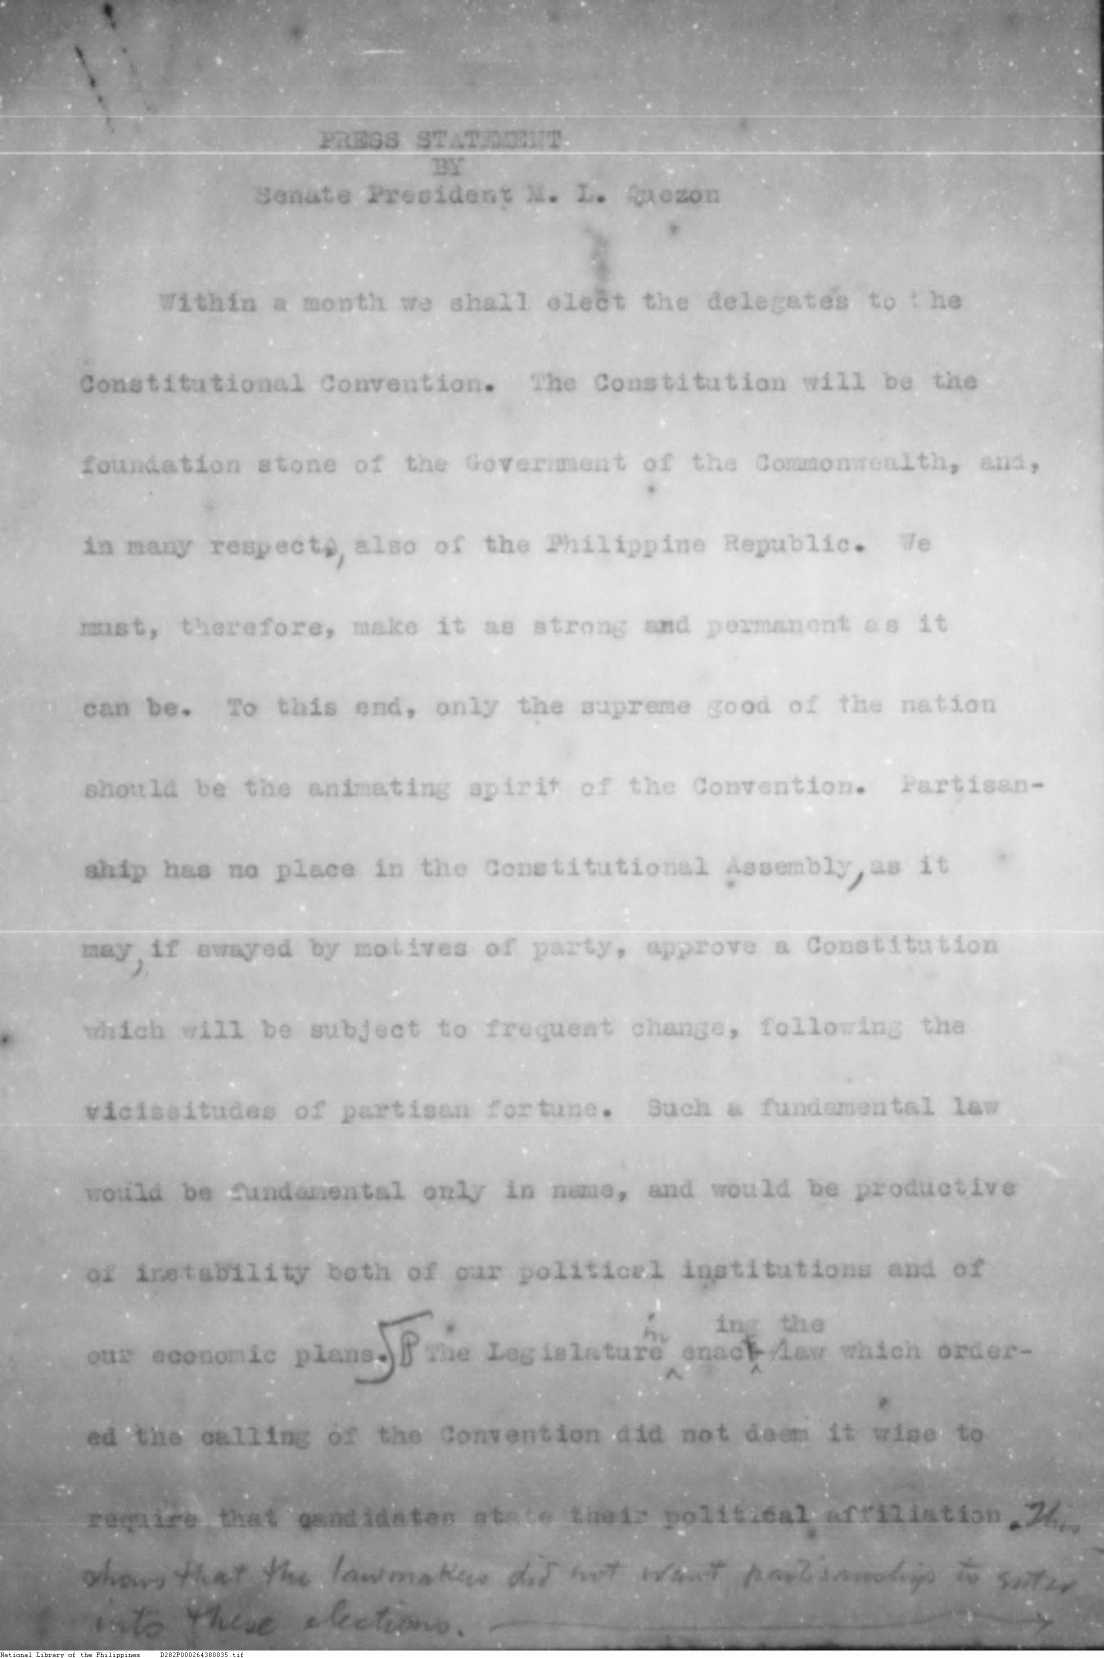 PRESS STATEMENT
BY
Senate President M. L. Quezon
Within a month we shall elect the delegates to the
Constitutional Convention. The Constitution will be the
foundation stone of the Government of the Commonwealth, and,
in many respects, also of the Philippine Republic. We
must, therefore, make it as strong and permanent as it
can be. To this end, only the supreme good of the nation
should be the animating spirit of the Convention. Partisan-
ship has no place in the Constitutional Assembly, as it
may, if swayed by motives of party, approve a Constitution
which will be subject to frequent change, following the
vicissitudes of partisan fortune. Such a fundamental law
would be fundamental only in name, and would be productive
of instability both of our political institutions and of
in ing the
our economic plans. The Legislature enact law which order-
ed the calling of the Convention did not deem it wise to
require that candidates state their political affiliation. This
shows that the lawmakers did not want partisanship to enter
into these elections.
National Library of the Philippines D282P000264388835.tif